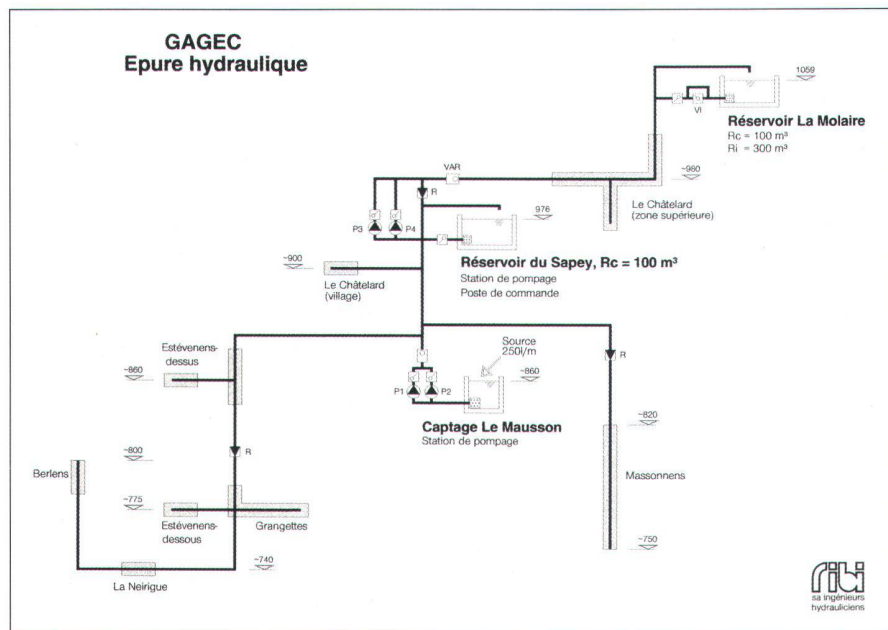 GAGEC
Epure hydraulique
1059
VI
Réservoir La Molaire
Rc = 100 m³
Ri = 300 m³
VAR
~980
R
Le Châtelard
(zone supérieure)
976
P3
P4
Réservoir du Sapey, Rc = 100 m³
Station de pompage
Poste de commande
~900
Le Châtelard
(village)
Source
250l/m
Estévenens-
dessus
~860
R
P1
P2
~860
Captage Le Mausson
Station de pompage
~820
R
~800
Berlens
Massonnens
~775
Estévenens-
dessous
Grangettes
~750
~740
La Neirigue
ribi
sa ingénieurs
hydrauliciens